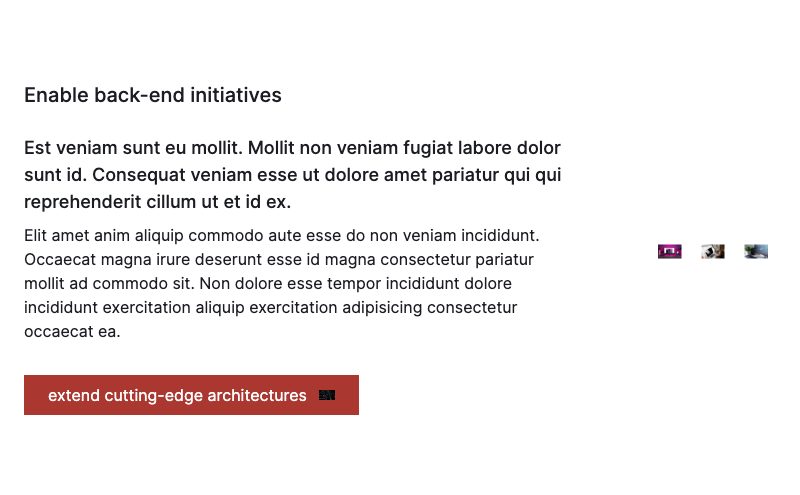 Enable back-end initiatives
Est veniam sunt eu mollit. Mollit non veniam fugiat labore dolor
sunt id. Consequat veniam esse ut dolore amet pariatur qui qui
reprehenderit cillum ut et id ex.
Elit amet anim aliquip commodo aute esse do non veniam incididunt.
Occaecat magna irure deserunt esse id magna consectetur pariatur
mollit ad commodo sit. Non dolore esse tempor incididunt dolore
incididunt exercitation aliquip exercitation adipisicing consectetur
occaecat ea.
extend cutting-edge architectures